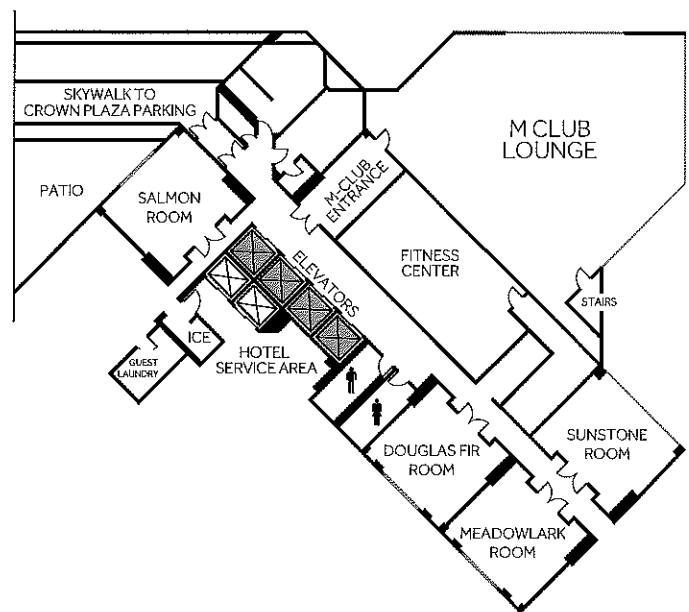 SKYWALK TO
CROWN PLAZA PARKING
M CLUB
LOUNGE
PATIO
SALMON
ROOM
M-CLUB
ENTRANCE
FITNESS
CENTER
ELEVATORS
STAIRS
ICE
GUEST
LAUNDRY
HOTEL
SERVICE AREA
DOUGLAS FIR
ROOM
SUNSTONE
ROOM
MEADOWLARK
ROOM